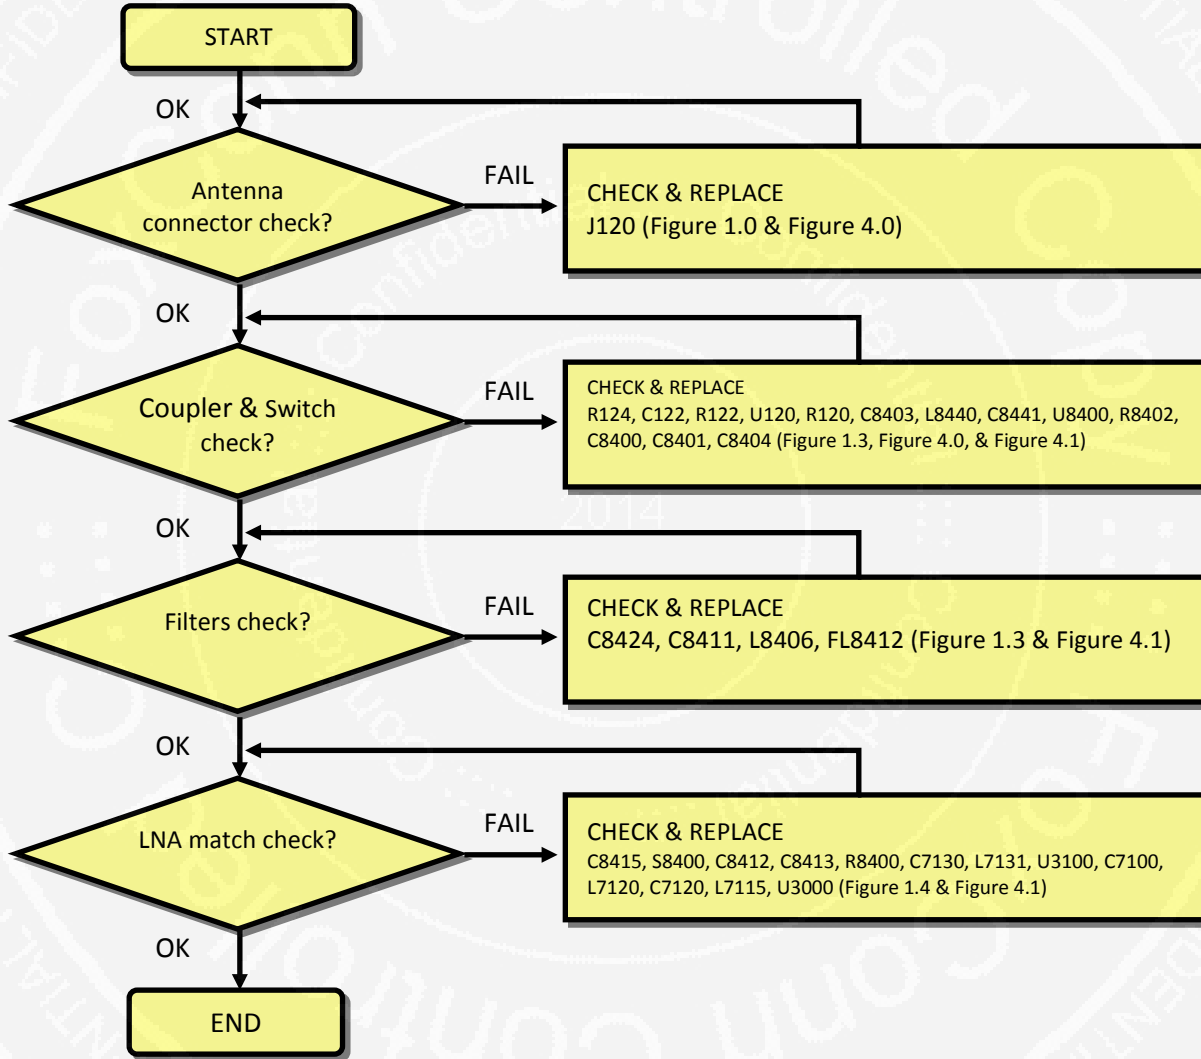 START
OK
Antenna
connector check?
FAIL
CHECK & REPLACE
J120 (Figure 1.0 & Figure 4.0)
OK
Coupler & Switch
check?
FAIL
CHECK & REPLACE
R124, C122, R122, U120, R120, C8403, L8440, C8441, U8400, R8402,
C8400, C8401, C8404 (Figure 1.3, Figure 4.0, & Figure 4.1)
OK
2014
Filters check?
FAIL
CHECK & REPLACE
C8424, C8411, L8406, FL8412 (Figure 1.3 & Figure 4.1)
OK
LNA match check?
FAIL
CHECK & REPLACE
C8415, S8400, C8412, C8413, R8400, C7130, L7131, U3100, C7100,
L7120, C7120, L7115, U3000 (Figure 1.4 & Figure 4.1)
OK
END